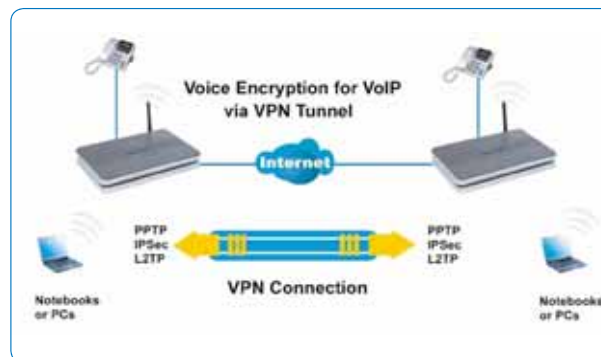 Voice Encryption for VoIP
via VPN Tunnel
Internet
PPTP
IPSec
L2TP
PPTP
IPSec
L2TP
VPN Connection
Notebooks
or PCs
Notebooks
or PCs